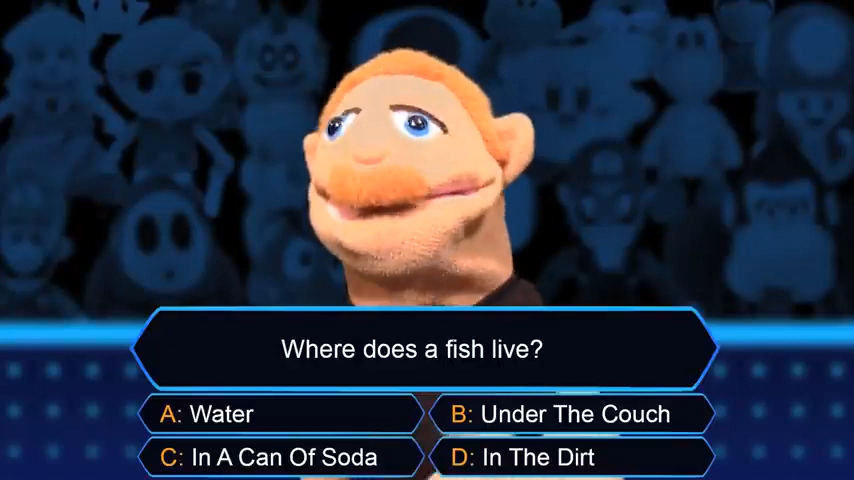 Where does a fish live?
A: Water
B: Under The Couch
C: In A Can Of Soda
D: In The Dirt